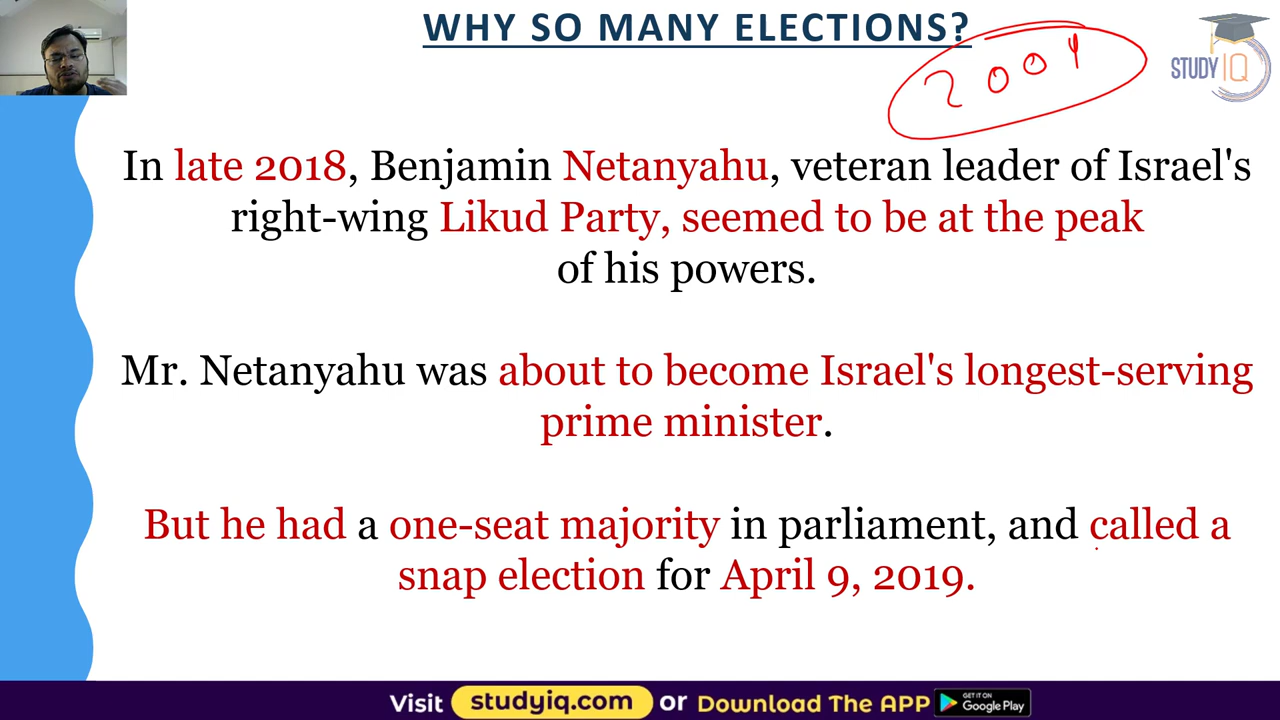 WHY SO MANY ELECTIONS?
2009
STUDY IQ
In late 2018, Benjamin Netanyahu, veteran leader of Israel's
right-wing Likud Party, seemed to be at the peak
of his powers.
Mr. Netanyahu was about to become Israel's longest-serving
prime minister.
But he had a one-seat majority in parliament, and called a
snap election for April 9, 2019.
Visit studyiq.com or Download The APP GET IT ON
Google Play